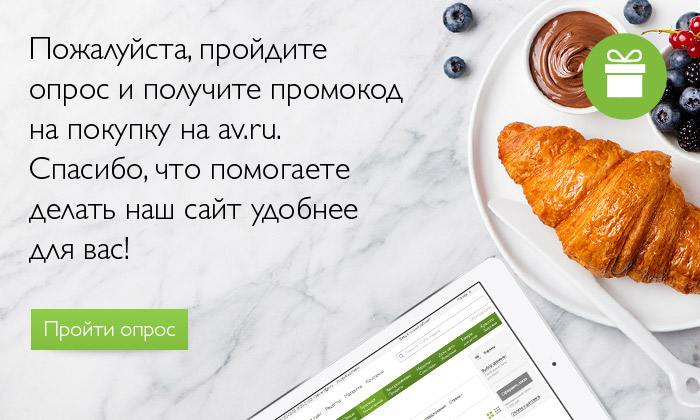 Пожалуйста, пройдите
опрос и получите промокод
на покупку на av.ru.
Спасибо, что помогаете
делать наш сайт удобнее
для вас!
Пройти опрос